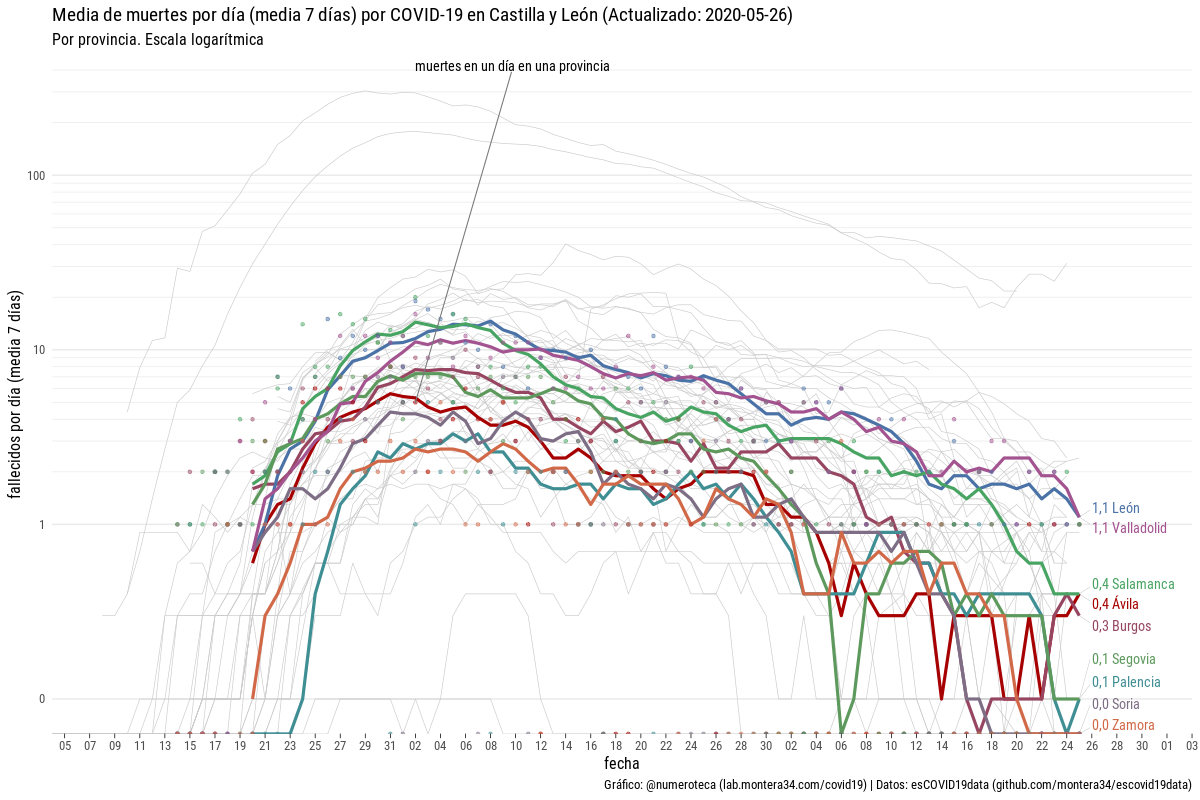 Media de muertes por día (media 7 días) por COVID-19 en Castilla y León (Actualizado: 2020-05-26)
Por provincia. Escala logarítmica
muertes en un día en una provincia
fallecidos por día (media 7 días)
100
10
1
0
1,1 León
1,1 Valladolid
0,4 Salamanca
0,4 Ávila
0,3 Burgos
0,1 Segovia
0,1 Palencia
0,0 Soria
0,0 Zamora
05 07 09 11 13 15 17 19 21 23 25 27 29 31 02 04 06 08 10 12 14 16 18 20 22 24 26 28 30 02 04 06 08 10 12 14 16 18 20 22 24 26 28 30 01 03
fecha
Gráfico: @numeroteca (lab.montera34.com/covid19) | Datos: esCOVID19data (github.com/montera34/escovid19data)